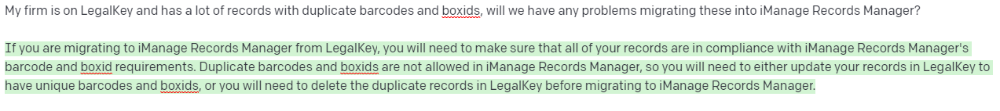 My firm is on LegalKey and has a lot of records with duplicate barcodes and boxids, will we have any problems migrating these into iManage Records Manager?
If you are migrating to iManage Records Manager from LegalKey, you will need to make sure that all of your records are in compliance with iManage Records Manager's
barcode and boxid requirements. Duplicate barcodes and boxids are not allowed in iManage Records Manager, so you will need to either update your records in LegalKey to
have unique barcodes and boxids, or you will need to delete the duplicate records in LegalKey before migrating to iManage Records Manager.